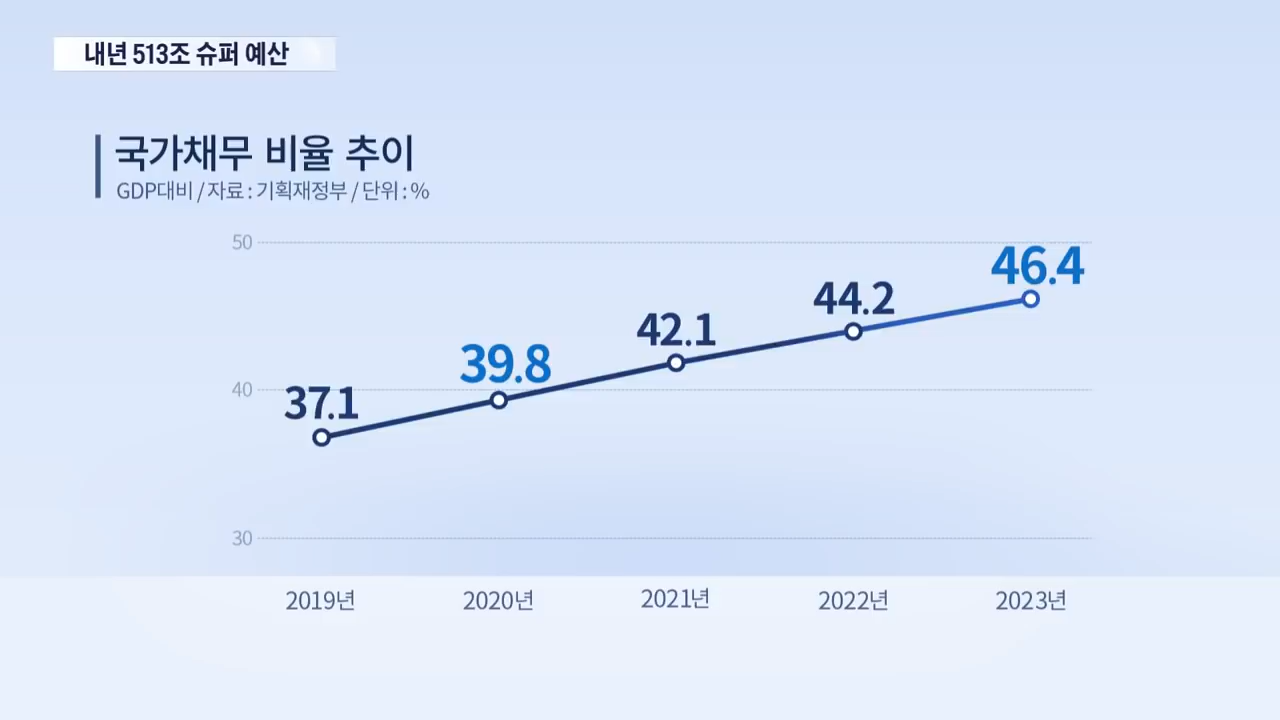 내년 513조 슈퍼 예산
국가채무 비율 추이
GDP대비 / 자료 : 기획재정부 / 단위 : %
50
46.4
44.2
42.1
39.8
40
37.1
30
2019년 2020년 2021년 2022년 2023년